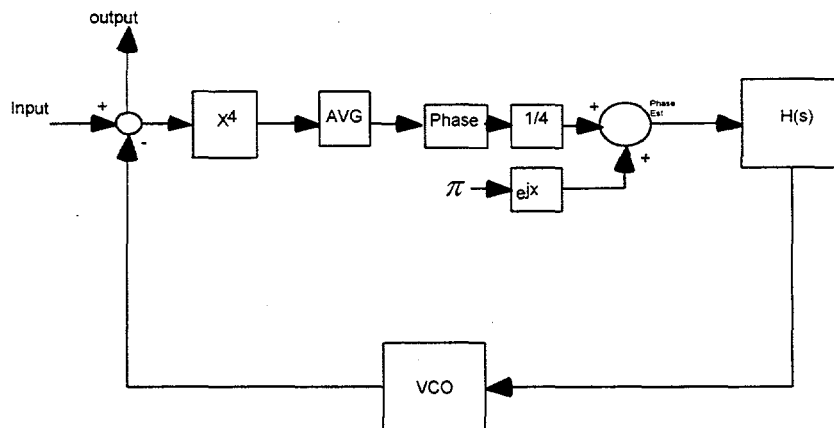 output
Input
+
-
X4
AVG
Phase
1/4
+
+
Phase
Est
H(s)
π
ejx
VCO